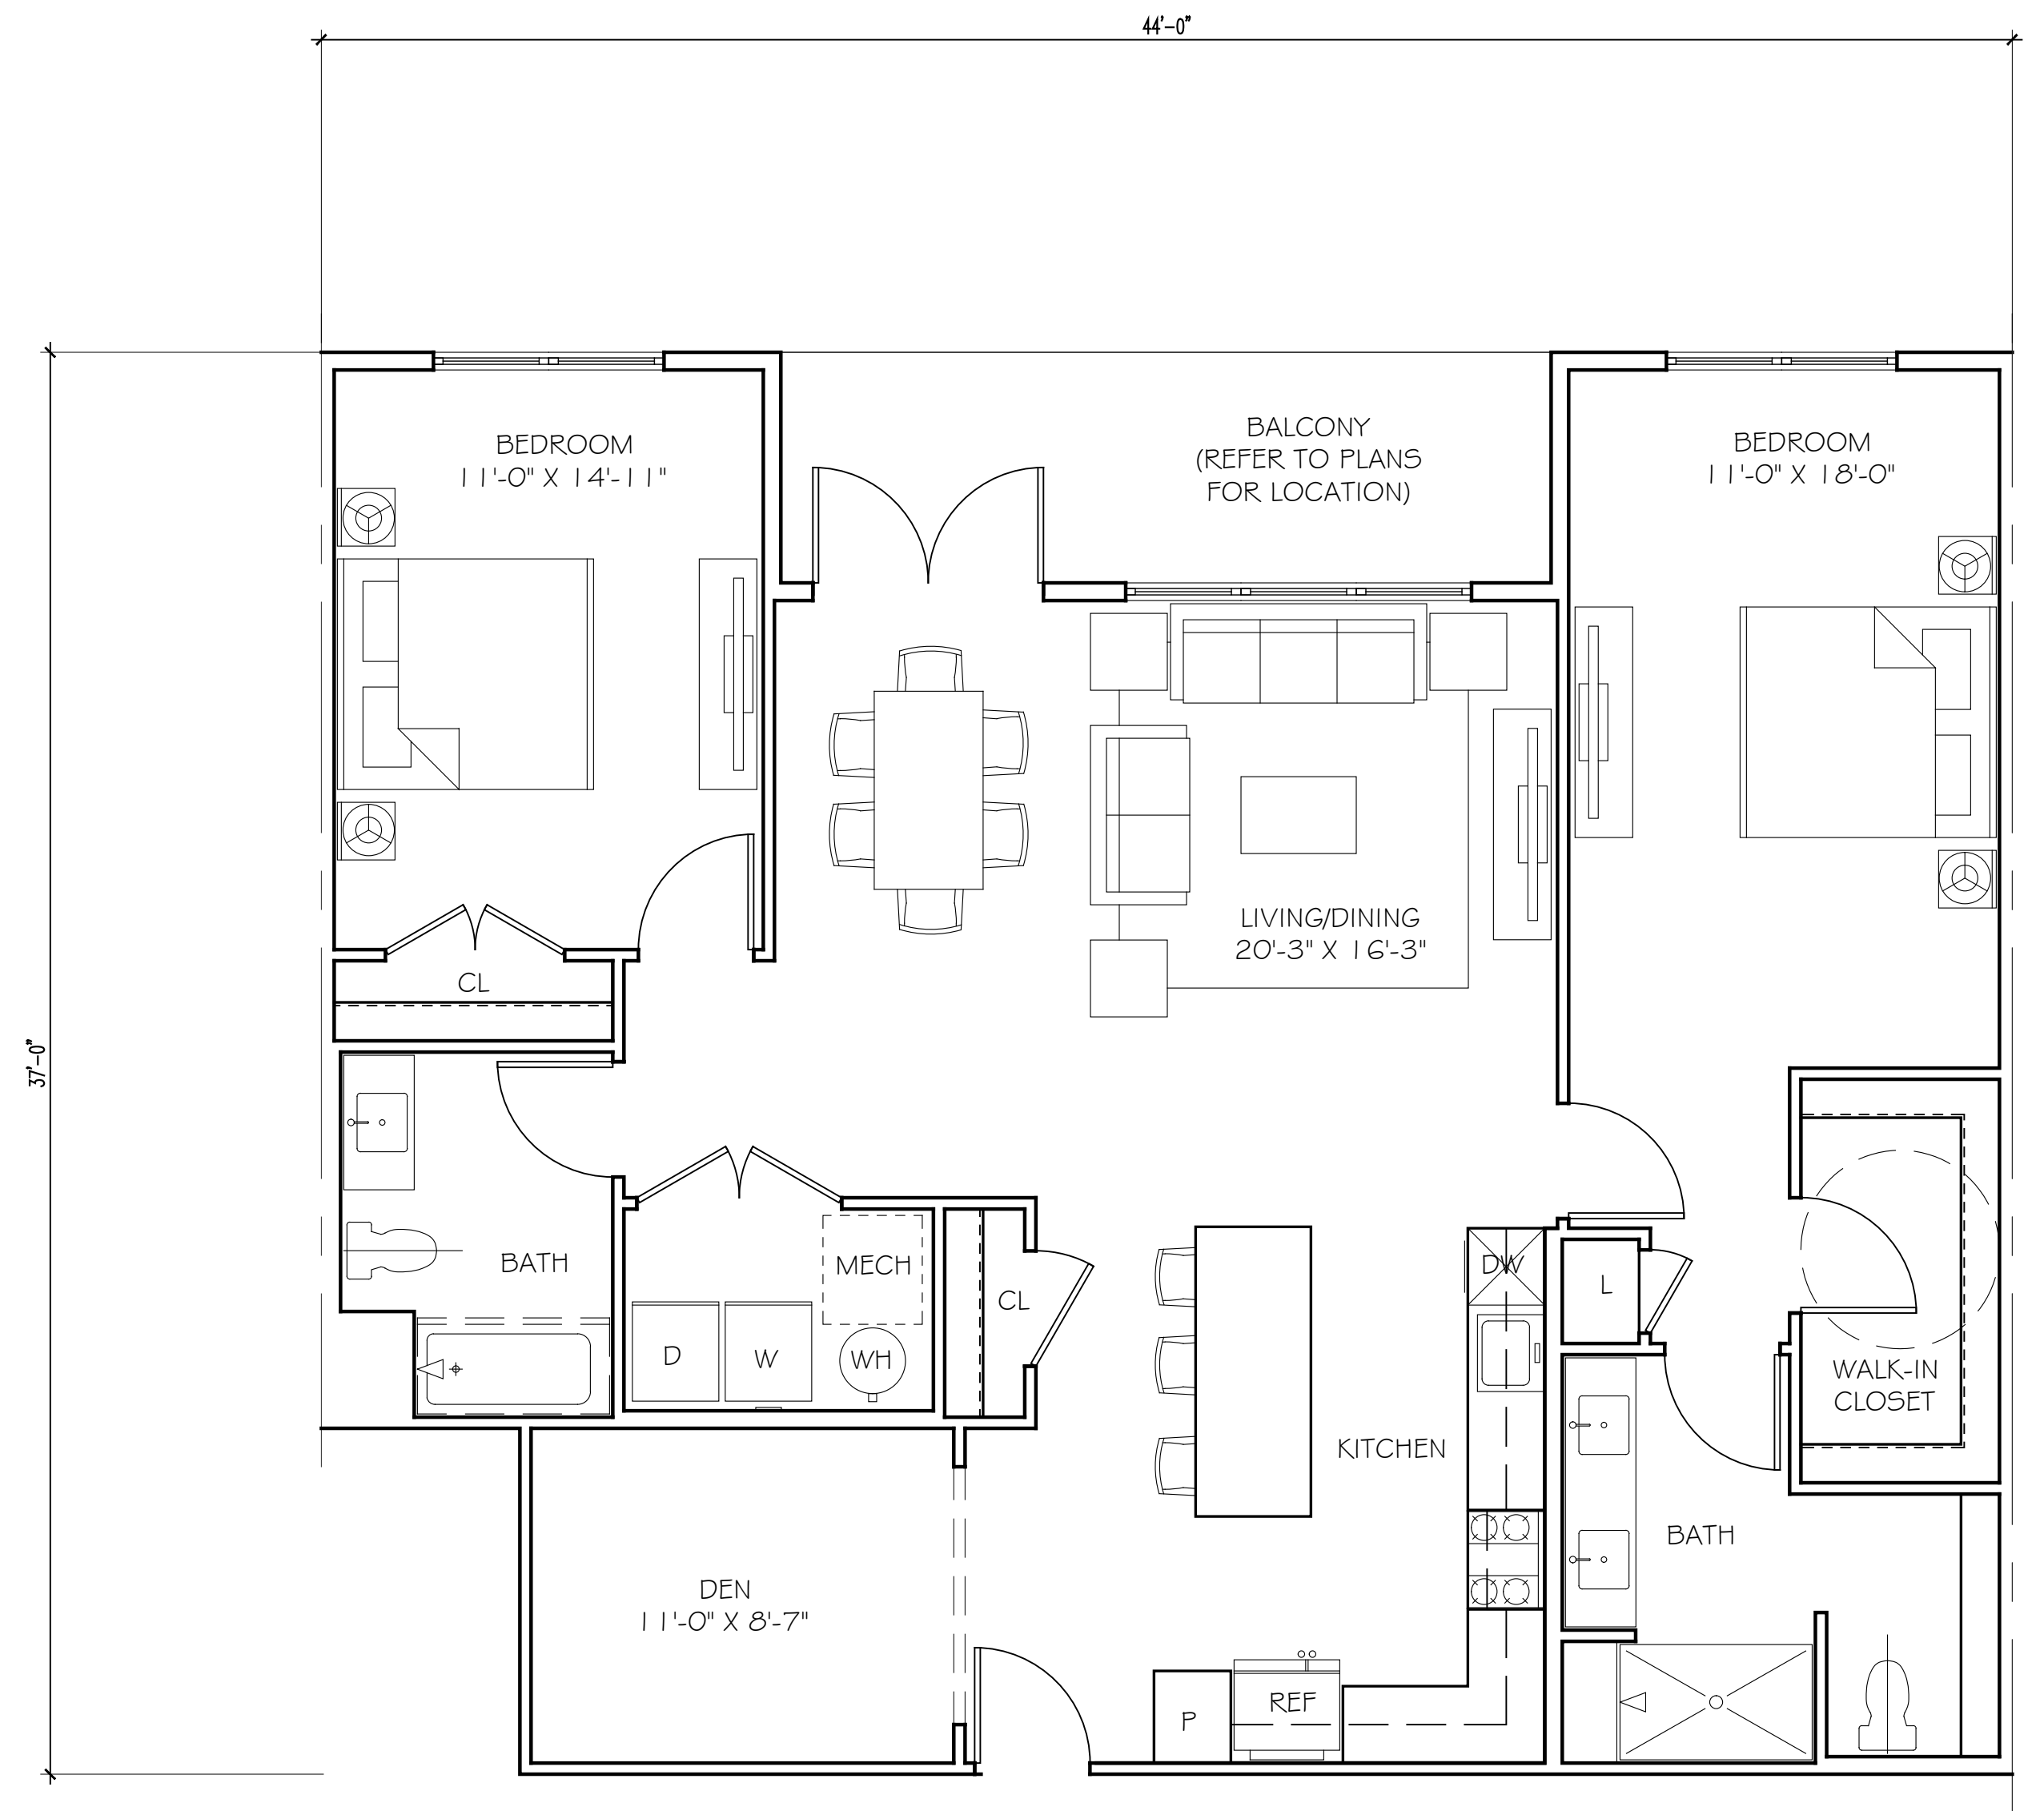 44'-0"
BEDROOM
11'-0" X 14'-11"
BALCONY
(REFER TO PLANS
FOR LOCATION)
BEDROOM
11'-0" X 18'-0"
LIVING/DINING
20'-3" X 16'-3"
CL
37'-0"
BATH
MECH
CL
DW
L
D
W
WH
WALK-IN
CLOSET
KITCHEN
BATH
DEN
11'-0" X 8'-7"
REF
P